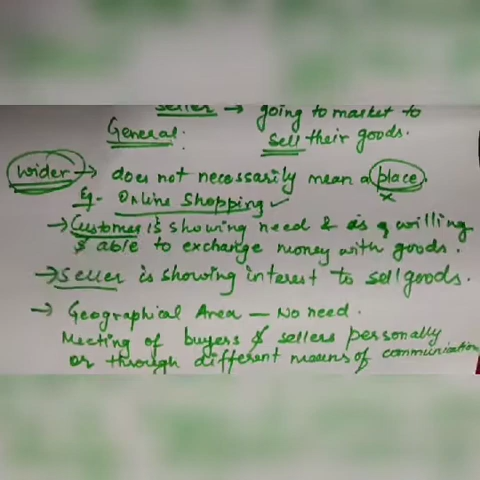 Seller → going to market to
General: sell their goods.
wider → does not necessarily mean a place.
Eg- Online Shopping ✓ x
→ Customer is showing need & is q willing
& able to exchange money with goods.
→ Seller is showing interest to sell goods.
→ Geographical Area — No need.
Meeting of buyers & sellers personally
or through different means of communication